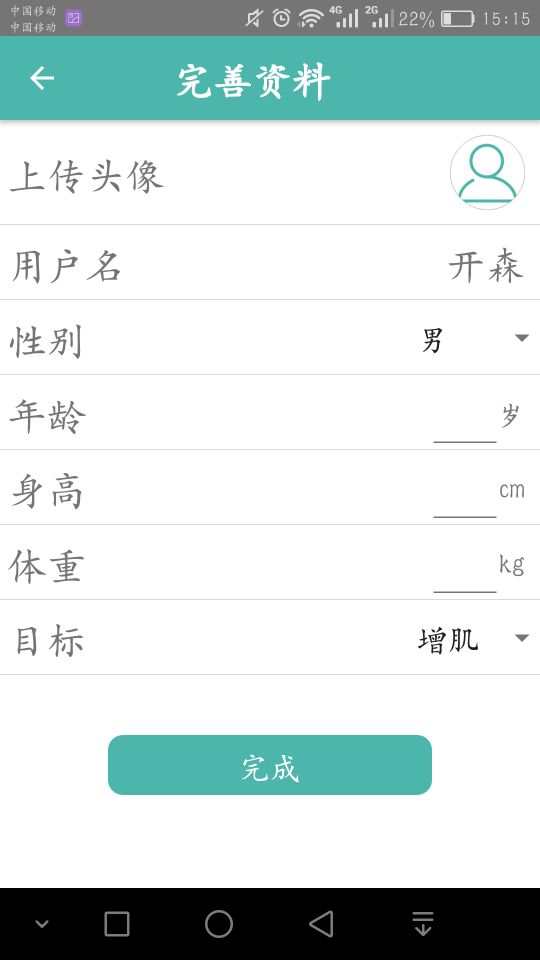 中国移动
中国移动
4G 2G 22% 15:15
完善资料
上传头像
用户名 开森
性别 男
年龄 岁
身高 cm
体重 kg
目标 增肌
完成